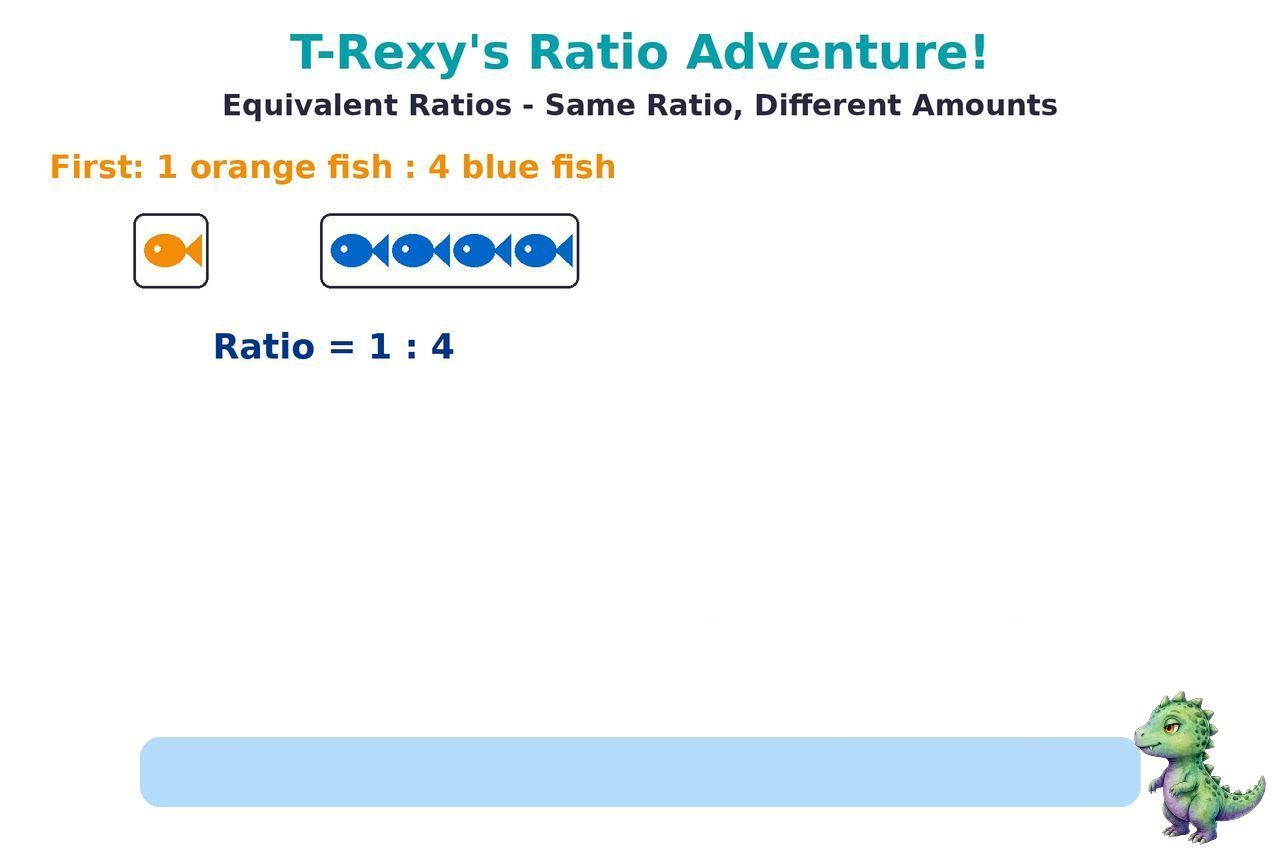 T-Rexy's Ratio Adventure!
Equivalent Ratios - Same Ratio, Different Amounts
First: 1 orange fish : 4 blue fish
Ratio = 1 : 4